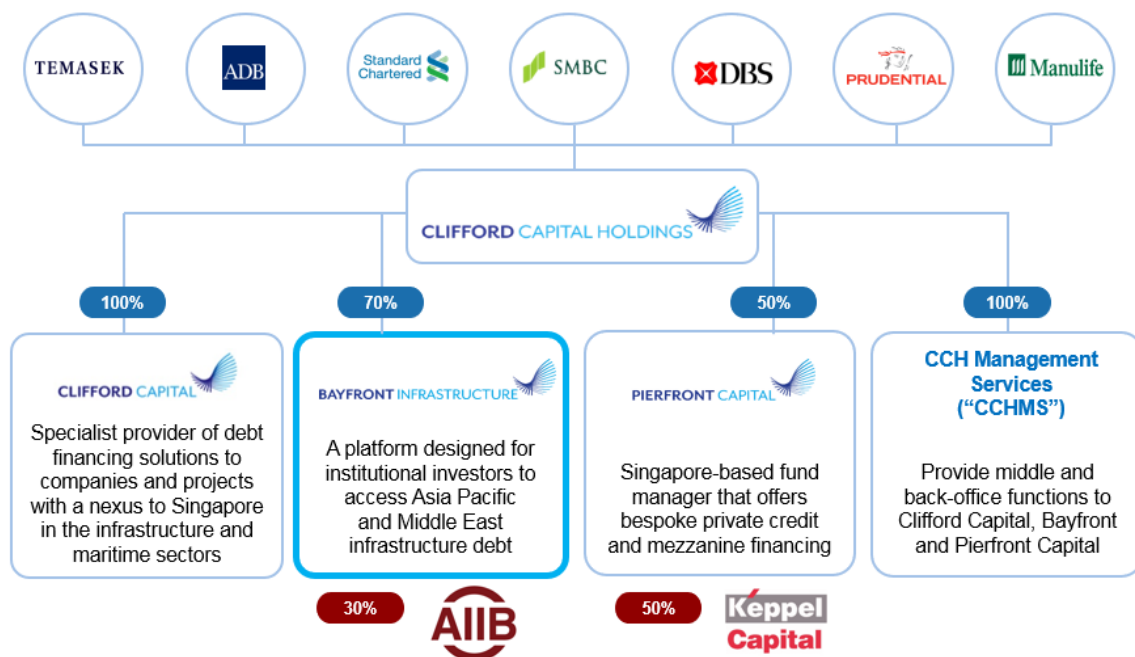 TEMASEK
ADB
Standard
Chartered
SMBC
DBS
PRUDENTIAL
Manulife
CLIFFORD CAPITAL HOLDINGS
100%
70%
50%
100%
CLIFFORD CAPITAL
Specialist provider of debt
financing solutions to
companies and projects
with a nexus to Singapore
in the infrastructure and
maritime sectors
BAYFRONT INFRASTRUCTURE
A platform designed for
institutional investors to
access Asia Pacific
and Middle East
infrastructure debt
PIERFRONT CAPITAL
Singapore-based fund
manager that offers
bespoke private credit
and mezzanine financing
CCH Management
Services
(“CCHMS”)
Provide middle and
back-office functions to
Clifford Capital, Bayfront
and Pierfront Capital
30%
AIIB
50%
Keppel
Capital